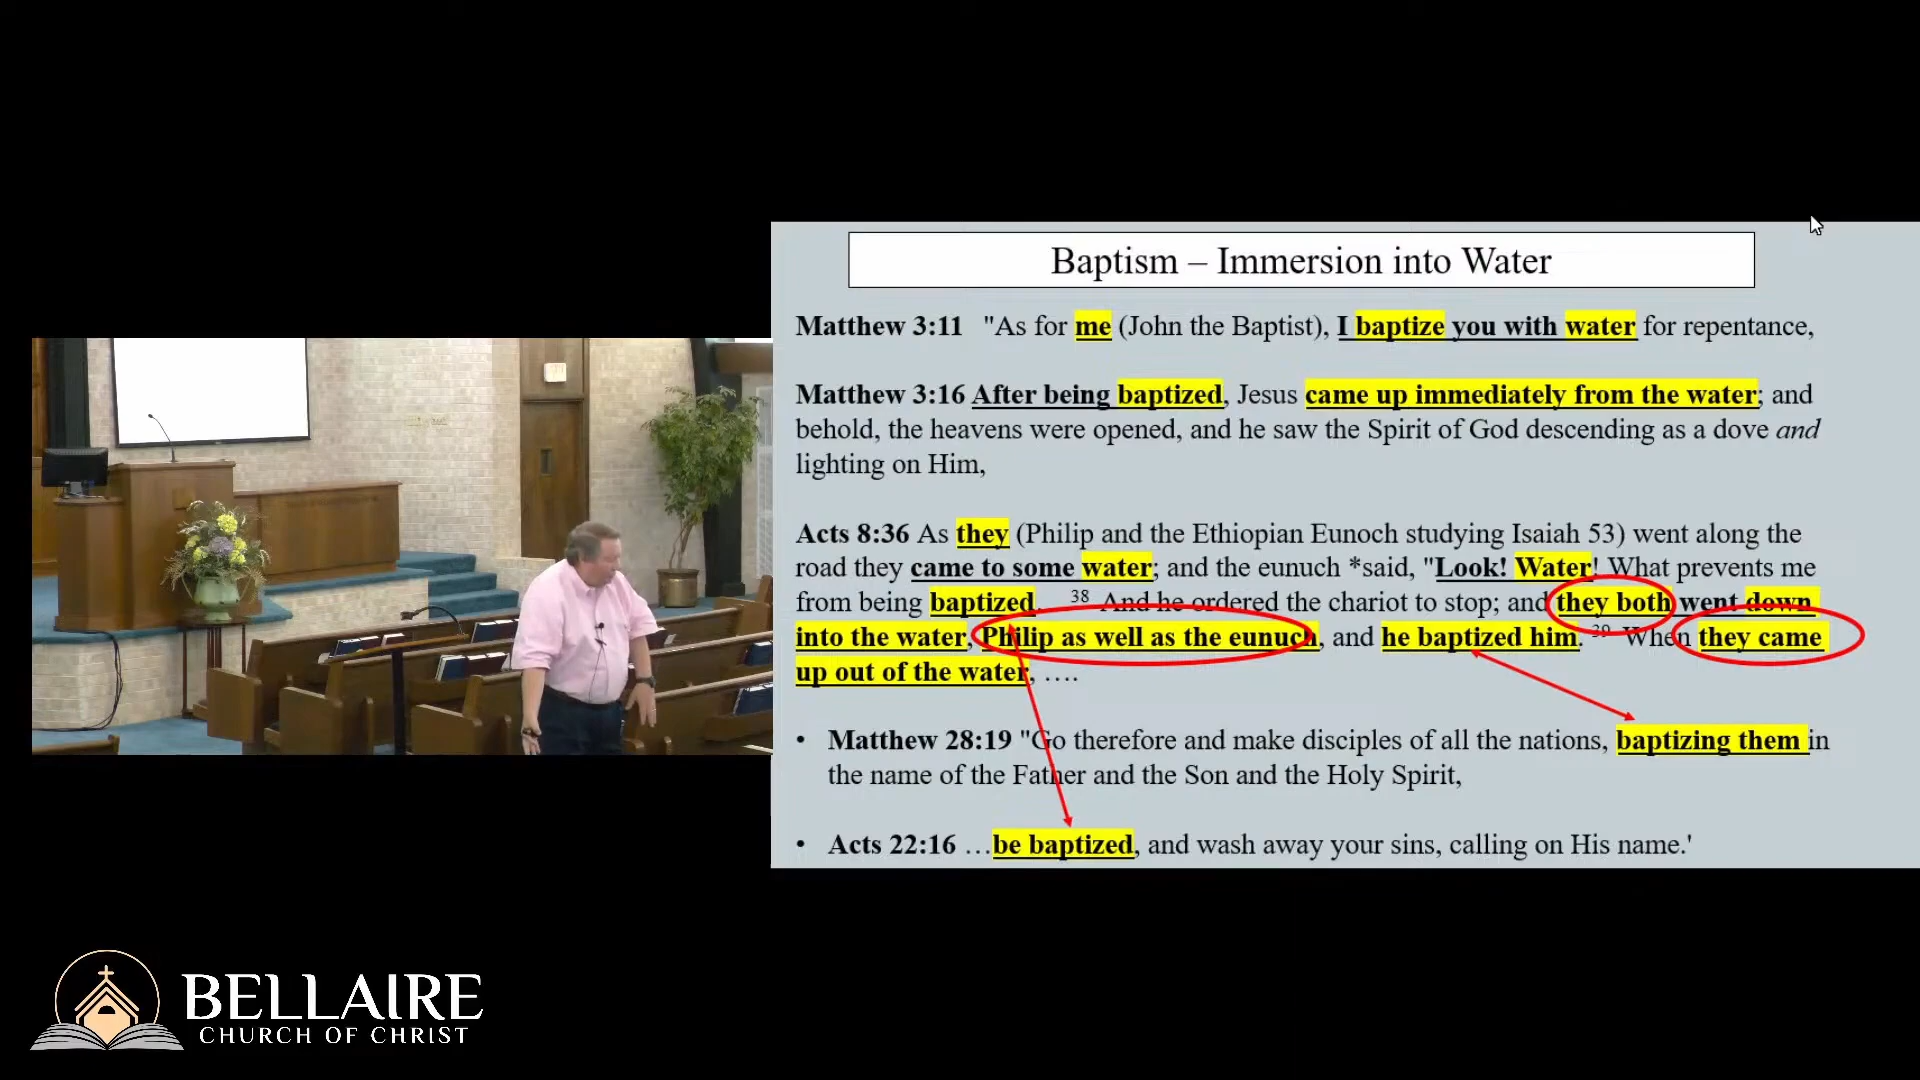 Baptism – Immersion into Water
Matthew 3:11 "As for me (John the Baptist), I baptize you with water for repentance,
Matthew 3:16 After being baptized, Jesus came up immediately from the water; and
behold, the heavens were opened, and he saw the Spirit of God descending as a dove and
lighting on Him,
Acts 8:36 As they (Philip and the Ethiopian Eunoch studying Isaiah 53) went along the
road they came to some water; and the eunuch *said, "Look! Water! What prevents me
from being baptized. 38 And he ordered the chariot to stop; and they both went down
into the water, Philip as well as the eunuch, and he baptized him. 39 When they came
up out of the water, ….
• Matthew 28:19 "Go therefore and make disciples of all the nations, baptizing them in
the name of the Father and the Son and the Holy Spirit,
• Acts 22:16 …be baptized, and wash away your sins, calling on His name.'
BELLAIRE
CHURCH OF CHRIST